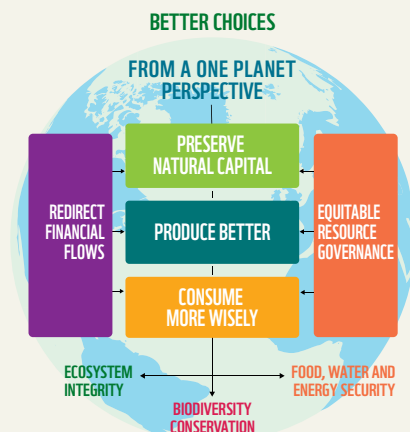 BETTER CHOICES
FROM A ONE PLANET
PERSPECTIVE
PRESERVE
NATURAL CAPITAL
REDIRECT
FINANCIAL
FLOWS
PRODUCE BETTER
EQUITABLE
RESOURCE
GOVERNANCE
CONSUME
MORE WISELY
ECOSYSTEM
INTEGRITY
FOOD, WATER AND
ENERGY SECURITY
BIODIVERSITY
CONSERVATION